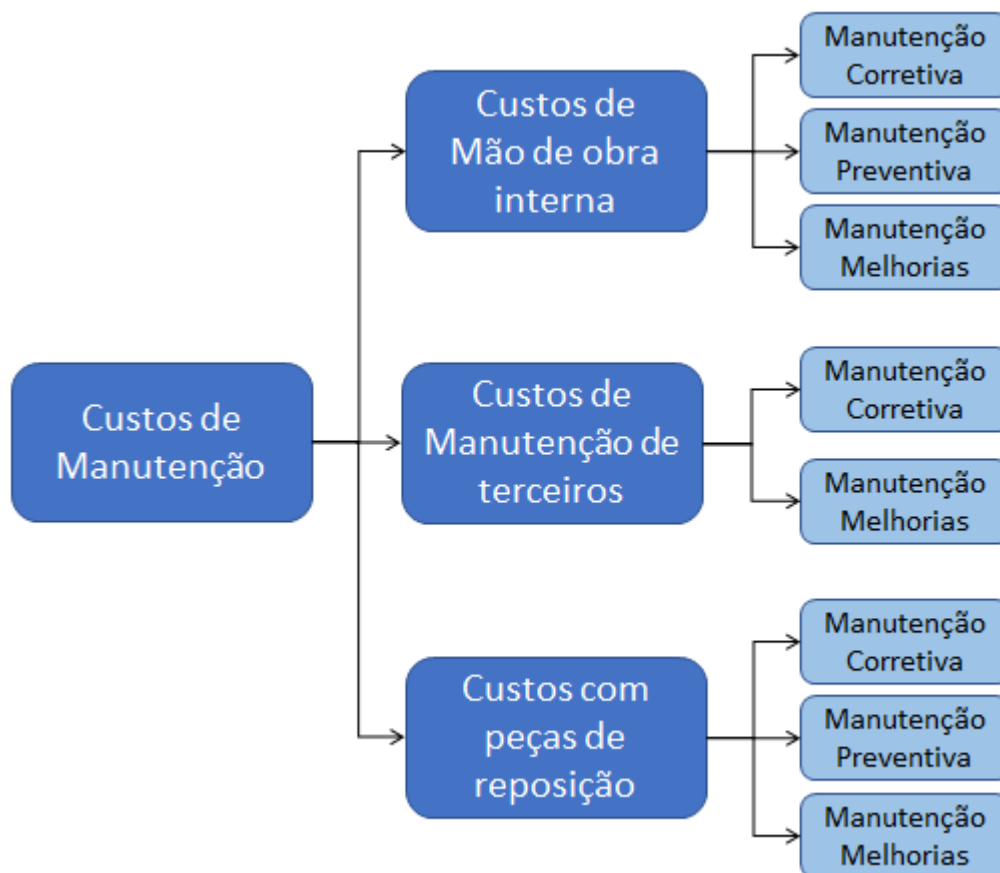 Custos de
Manutenção
Custos de
Mão de obra
interna
Manutenção
Corretiva
Manutenção
Preventiva
Manutenção
Melhorias
Custos de
Manutenção de
terceiros
Manutenção
Corretiva
Manutenção
Melhorias
Custos com
peças de
reposição
Manutenção
Corretiva
Manutenção
Preventiva
Manutenção
Melhorias